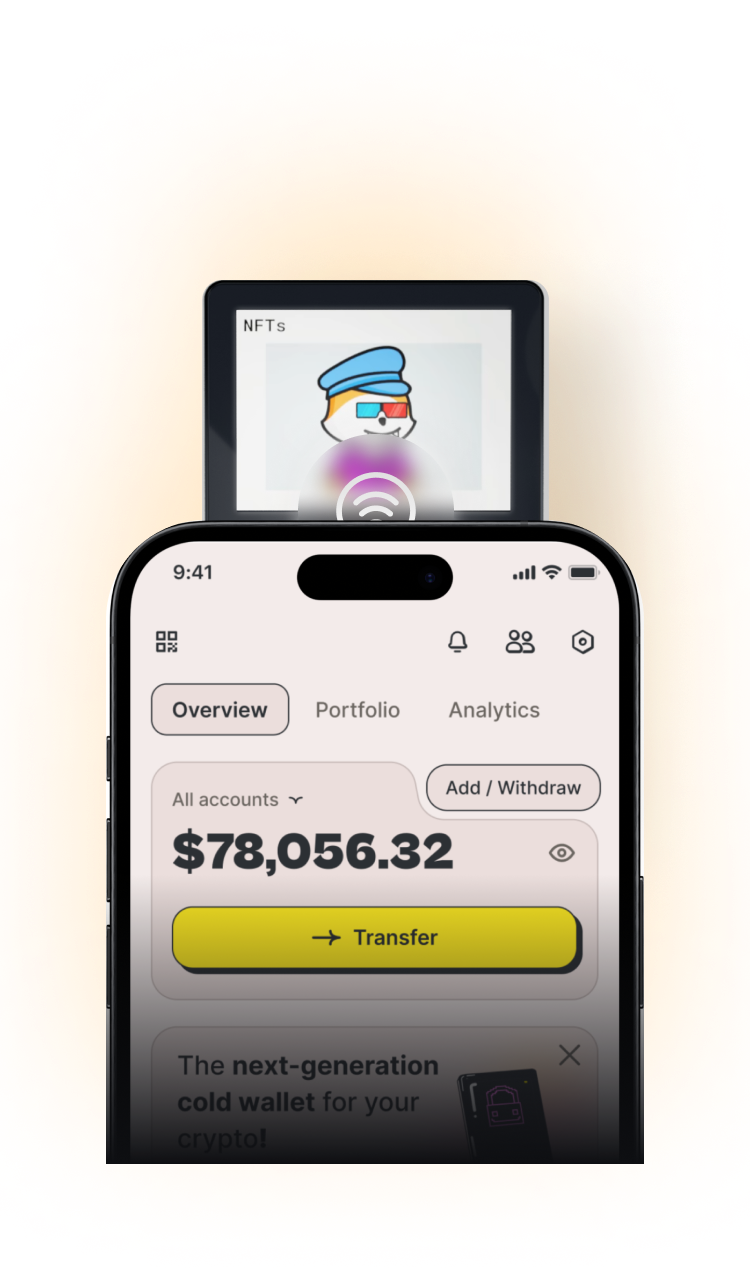 NFTs
9:41
Overview
Portfolio
Analytics
All accounts
Add / Withdraw
$78,056.32
Transfer
The next-generation
cold wallet for your
crypto!